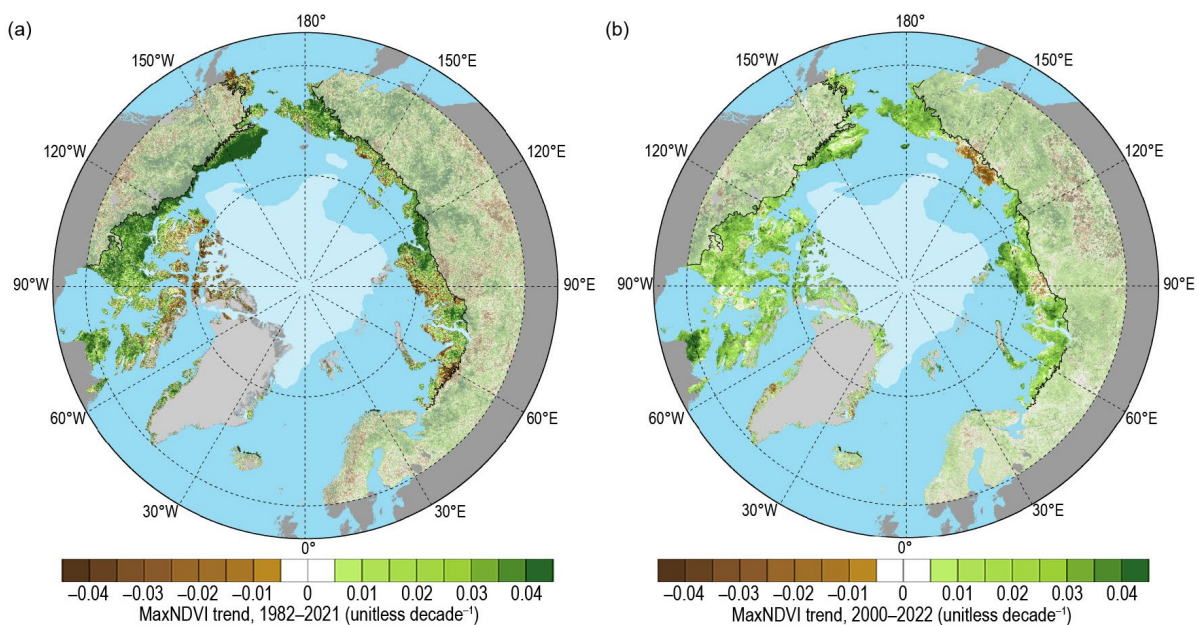 (a)
180°
150°W
150°E
120°W
120°E
90°W
90°E
60°W
60°E
30°W
30°E
0°
−0.04 −0.03 −0.02 −0.01 0 0.01 0.02 0.03 0.04
MaxNDVI trend, 1982–2021 (unitless decade⁻¹)
(b)
180°
150°W
150°E
120°W
120°E
90°W
90°E
60°W
60°E
30°W
30°E
0°
−0.04 −0.03 −0.02 −0.01 0 0.01 0.02 0.03 0.04
MaxNDVI trend, 2000–2022 (unitless decade⁻¹)